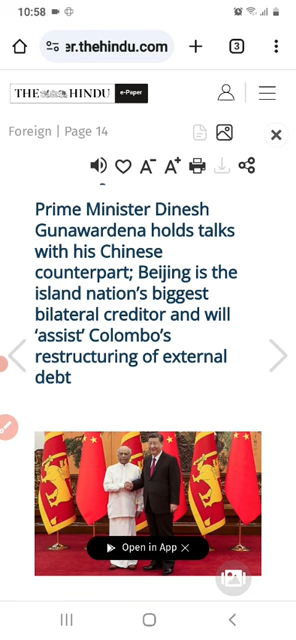 10:58
er.thehindu.com
3
THE HINDU e-Paper
Foreign | Page 14
A- A+
Prime Minister Dinesh
Gunawardena holds talks
with his Chinese
counterpart; Beijing is the
island nation’s biggest
bilateral creditor and will
‘assist’ Colombo’s
restructuring of external
debt
Open in App